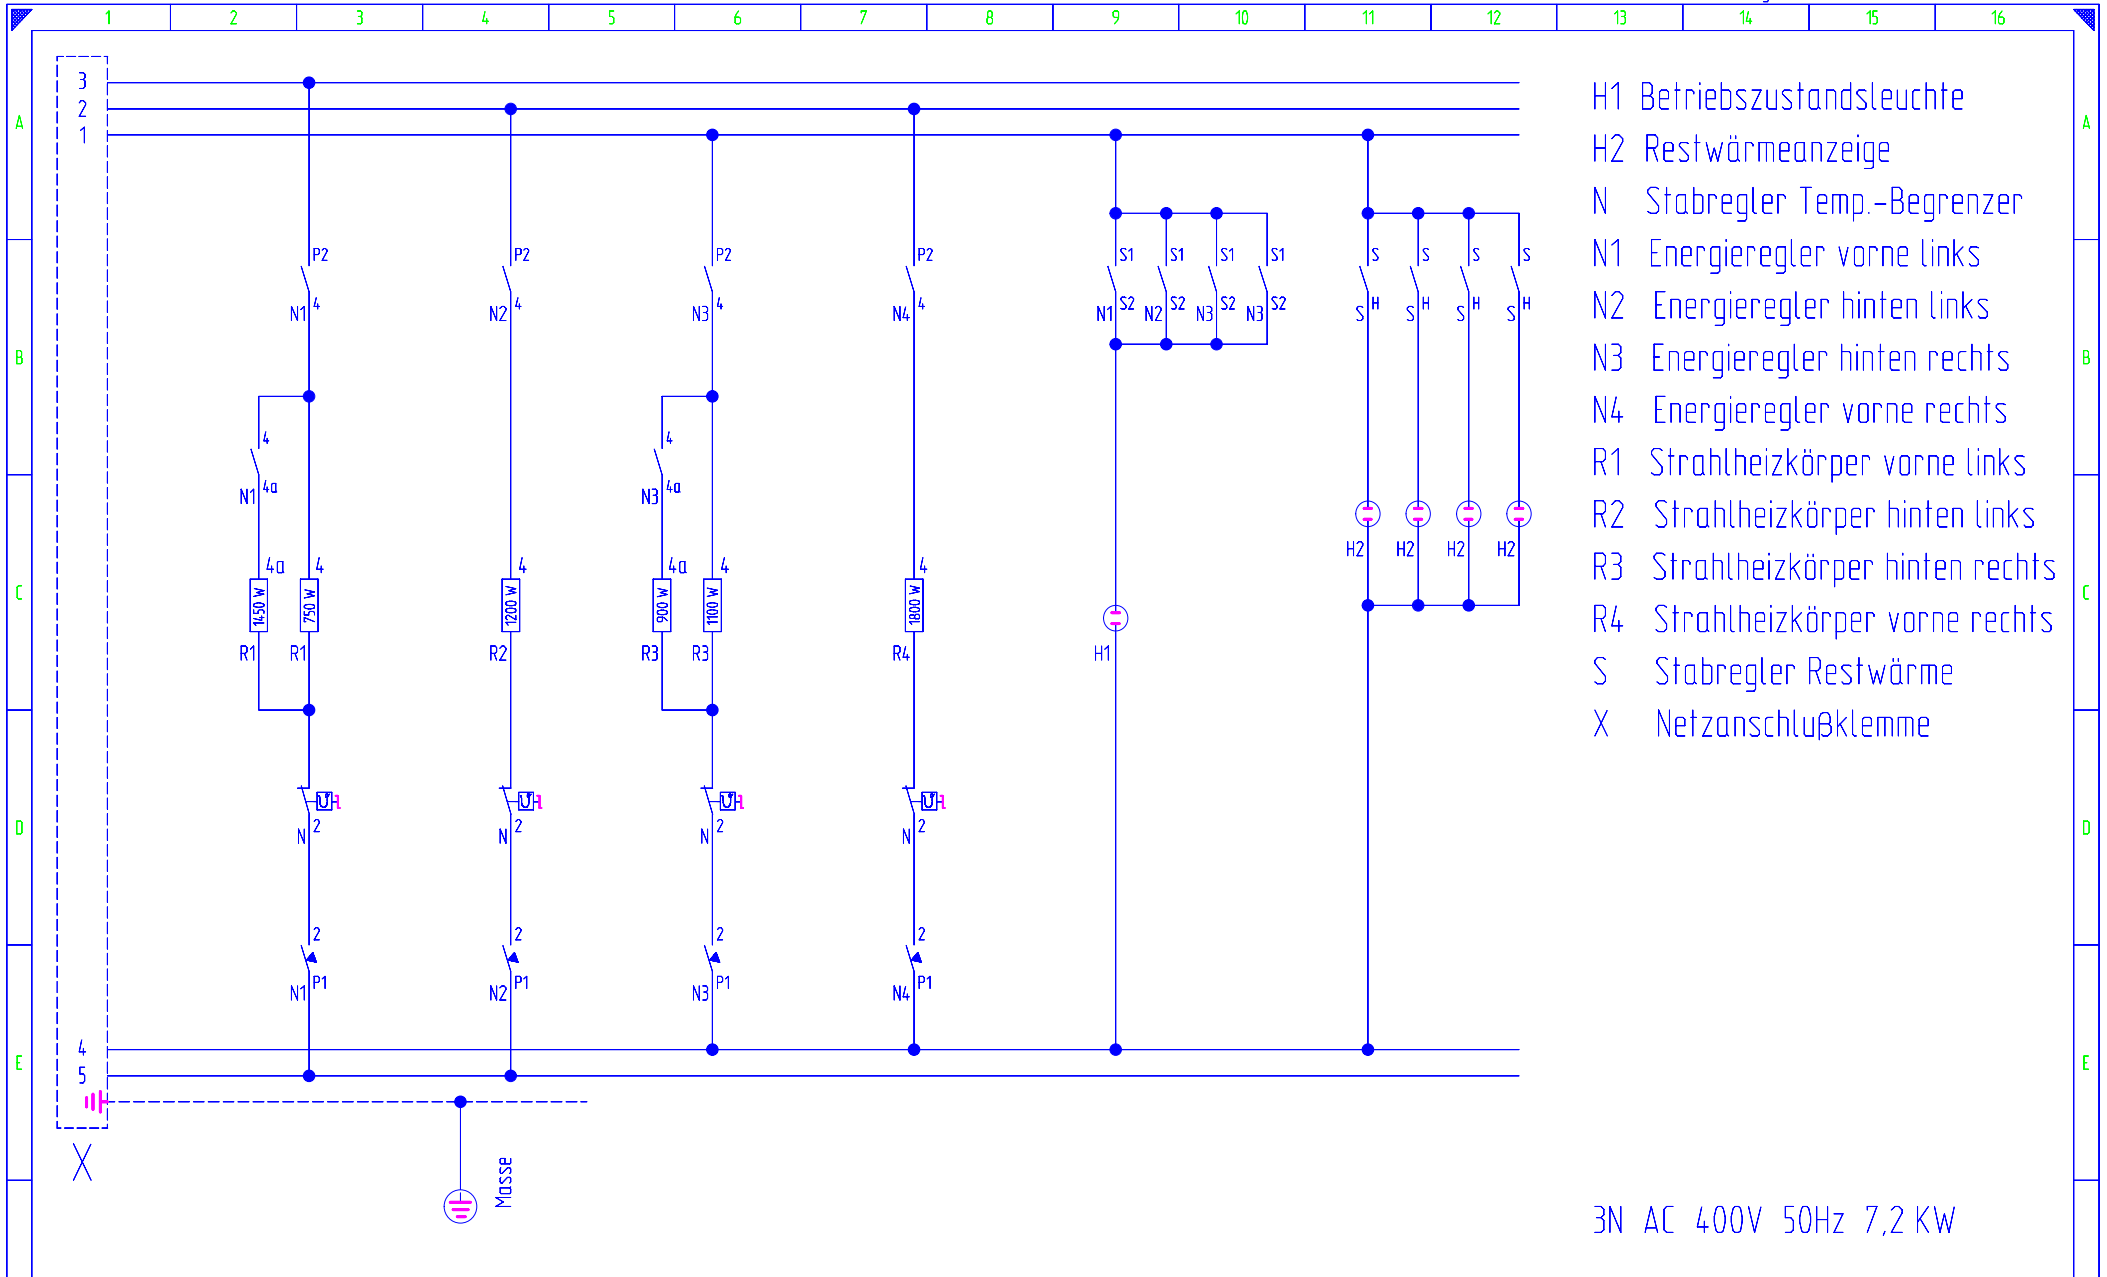 1 2 3 4 5 6 7 8 9 10 11 12 13 14 15 16
3
2
1
A A
H1 Betriebszustandsleuchte
H2 Restwärmeanzeige
N Stabregler Temp.-Begrenzer
N1 Energieregler vorne links
N2 Energieregler hinten links
N3 Energieregler hinten rechts
N4 Energieregler vorne rechts
R1 Strahlheizkörper vorne links
R2 Strahlheizkörper hinten links
R3 Strahlheizkörper hinten rechts
R4 Strahlheizkörper vorne rechts
S Stabregler Restwärme
X Netzanschlußklemme
P2 P2 P2 P2 S1 S1 S1 S1 S S S S
4 4 4 4 S2 S2 S2 S2 H H H H
N1 N2 N3 N4 N1 N2 N3 N3 S S S S
B B
4 4
4a 4a
N1 N3
H2 H2 H2 H2
4a 4 4 4a 4 4
C C
1450 W 750 W 1200 W 900 W 1100 W 1800 W
R1 R1 R2 R3 R3 R4 H1
D D
2 2 2 2
N N N N
2 2 2 2
P1 P1 P1 P1
N1 N2 N3 N4
4
E E
5
X
Masse
3N AC 400V 50Hz 7,2 KW